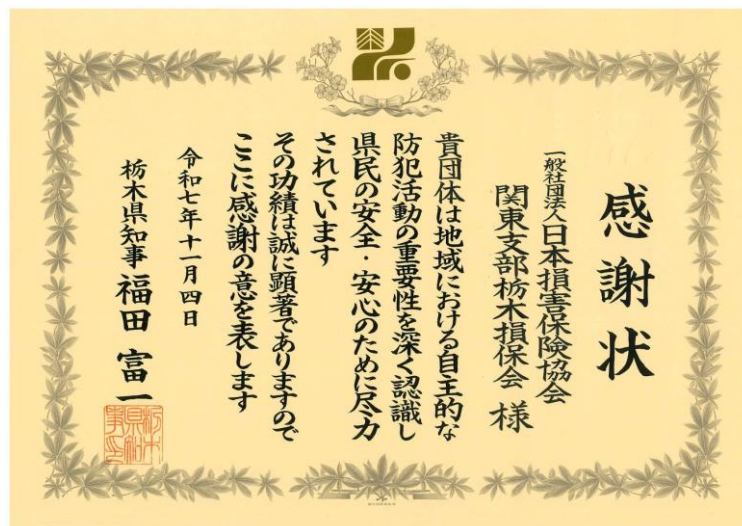 感謝状
一般社団法人日本損害保険協会
関東支部栃木損保会 様
貴団体は地域における自主的な
防犯活動の重要性を深く認識し
県民の安全・安心のために尽力
されています
その功績は誠に顕著でありますので
ここに感謝の意を表します
令和七年十一月四日
栃木県知事 福田 富一
栃木県知事印